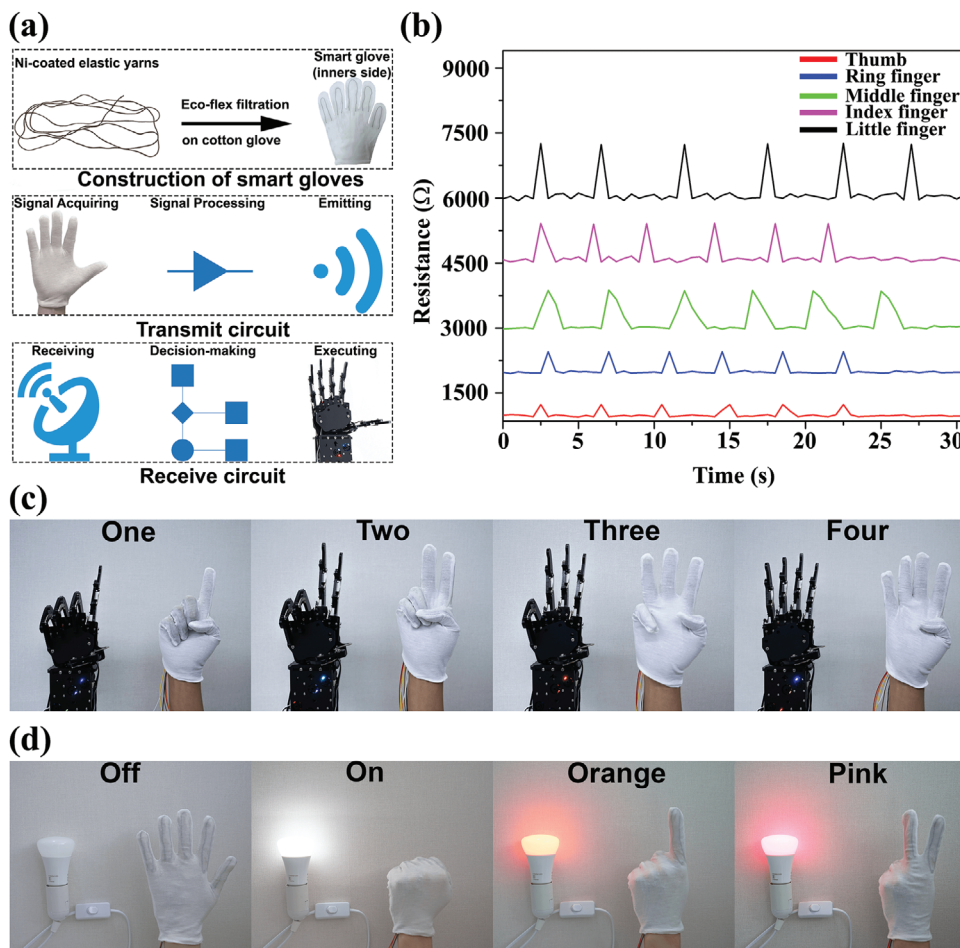 (a)
Ni-coated elastic yarns
Smart glove
(inners side)
Eco-flex filtration
on cotton glove
Construction of smart gloves
Signal Acquiring Signal Processing Emitting
Transmit circuit
Receiving Decision-making Executing
Receive circuit
(b)
9000
7500
6000
4500
3000
1500
Resistance (Ω)
Thumb
Ring finger
Middle finger
Index finger
Little finger
0 5 10 15 20 25 30
Time (s)
(c)
One Two Three Four
(d)
Off On Orange Pink